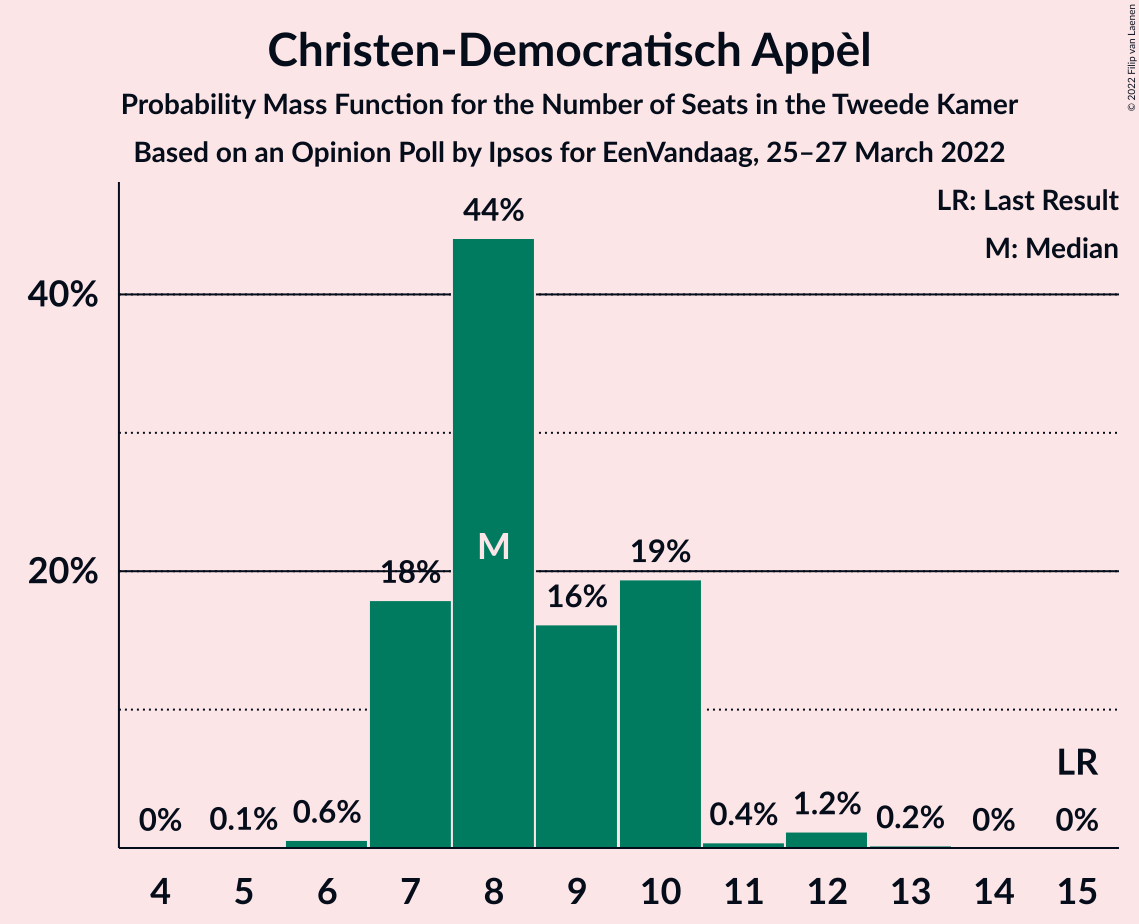 Christen-Democratisch Appèl
Probability Mass Function for the Number of Seats in the Tweede Kamer
Based on an Opinion Poll by Ipsos for EenVandaag, 25–27 March 2022
© 2022 Filip van Laenen
LR: Last Result
M: Median
44%
40%
M
20%
18%
16%
19%
LR
0%
0.1%
0.6%
0.4%
1.2%
0.2%
0%
0%
4 5 6 7 8 9 10 11 12 13 14 15